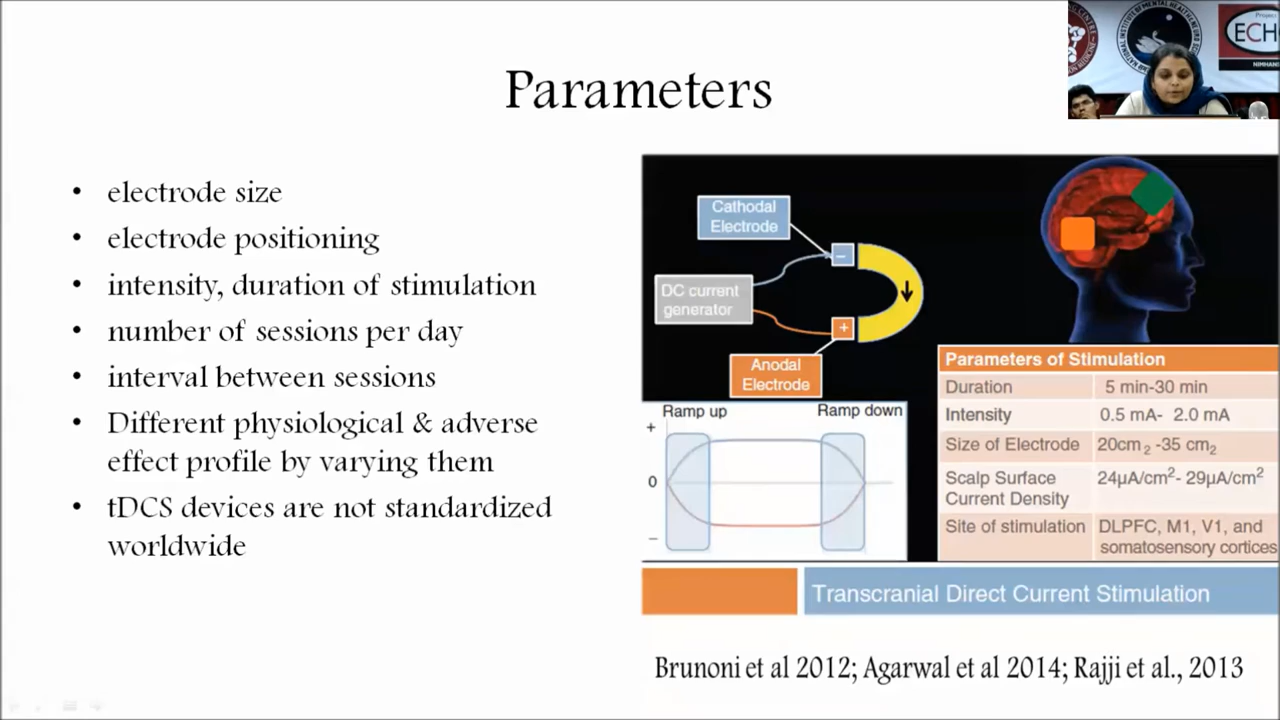 Parameters
• electrode size
• electrode positioning
• intensity, duration of stimulation
• number of sessions per day
• interval between sessions
• Different physiological & adverse
effect profile by varying them
• tDCS devices are not standardized
worldwide
Cathodal
Electrode
–
DC current
generator
+
Anodal
Electrode
Ramp up
Ramp down
+
0
–
Parameters of Stimulation
Duration 5 min-30 min
Intensity 0.5 mA- 2.0 mA
Size of Electrode 20cm₂ -35 cm₂
Scalp Surface
Current Density 24µA/cm²- 29µA/cm²
Site of stimulation DLPFC, M1, V1, and
somatosensory cortices
Transcranial Direct Current Stimulation
Brunoni et al 2012; Agarwal et al 2014; Rajji et al., 2013
Project
ECH
NIMHANS